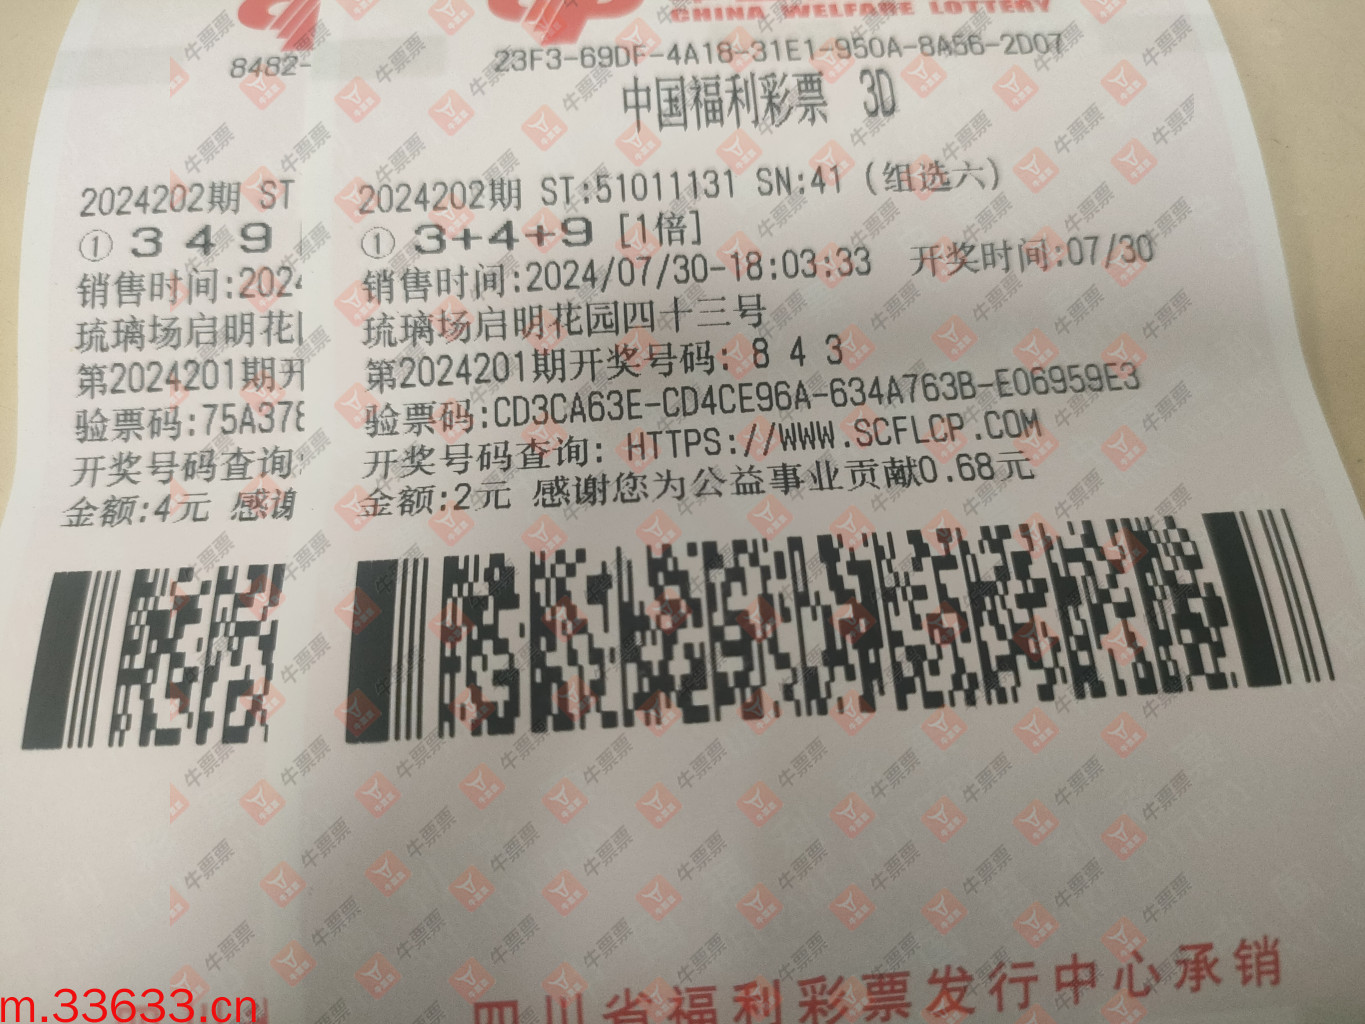 CHINA WELFARE LOTTERY
23F3-69DF-4A18-31E1-950A-8A56-2D07
中国福利彩票 3D
2024202期 ST:51011131 SN:41 (组选六)
① 3+4+9 [1倍]
销售时间:2024/07/30-18:03:33 开奖时间:07/30
琉璃场启明花园四十三号
第2024201期开奖号码: 8 4 3
验票码:CD3CA63E-CD4CE96A-634A763B-E06959E3
开奖号码查询: HTTPS://WWW.SCFLCP.COM
金额:2元 感谢您为公益事业贡献0.68元
四川省福利彩票发行中心承销
8482-
2024202期 ST
① 3 4 9
销售时间:2024
琉璃场启明花
第2024201期开
验票码:75A378
开奖号码查询:
金额:4元 感谢
牛票票
m.33633.cn